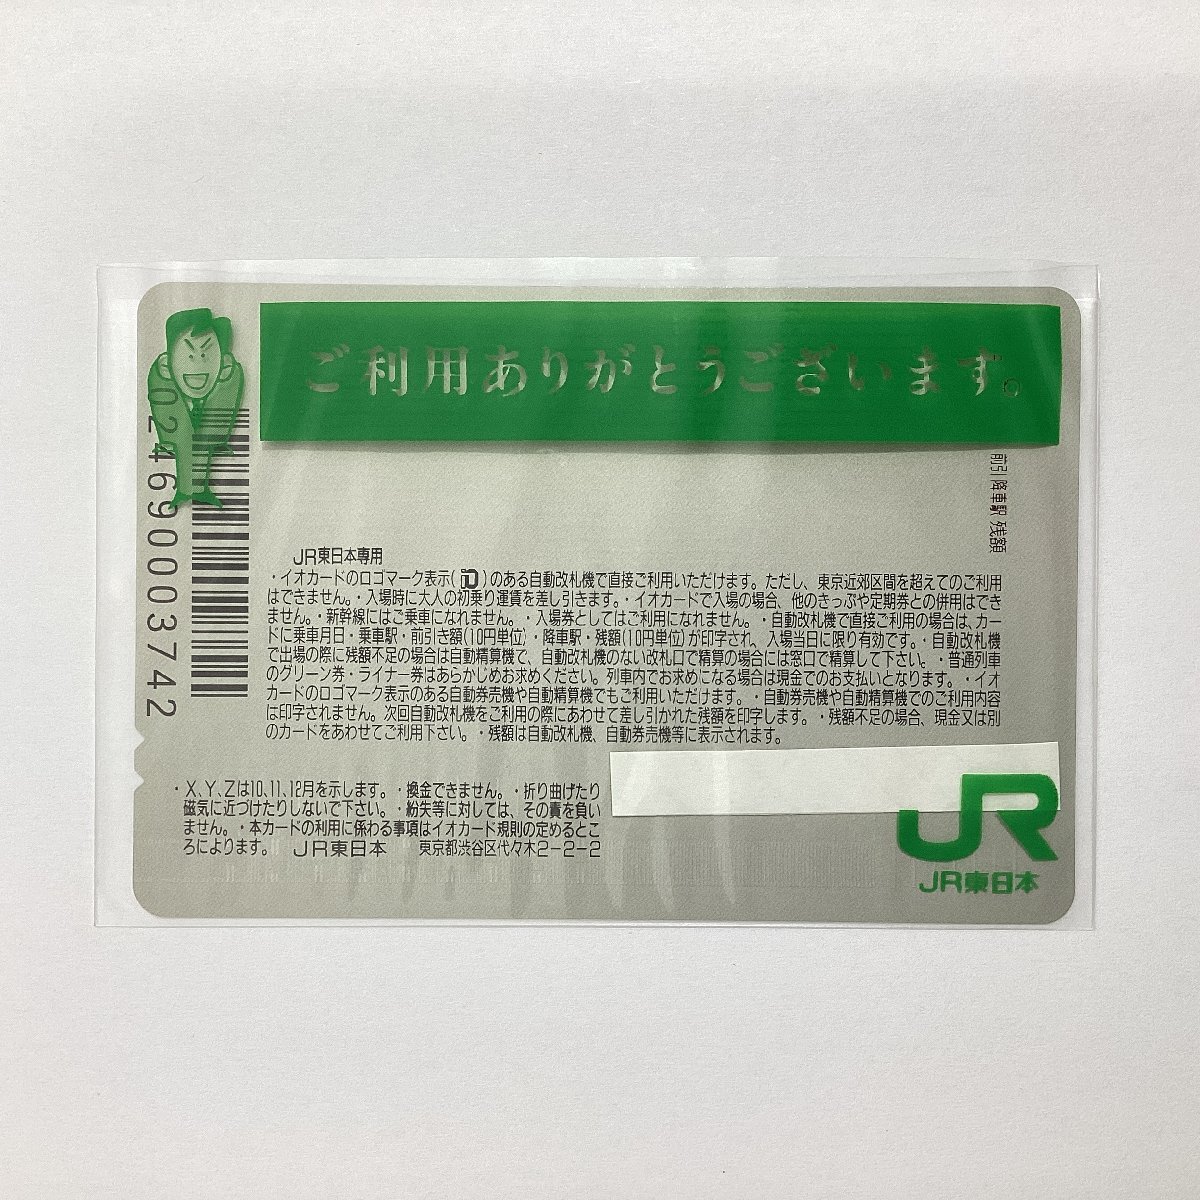 ご利用ありがとうございます。
0246900003742
前引 降車駅 残額
JR東日本専用
・イオカードのロゴマーク表示( )のある自動改札機で直接ご利用いただけます。ただし、東京近郊区間を超えてのご利用
はできません。・入場時に大人の初乗り運賃を差し引きます。・イオカードで入場の場合、他のきっぷや定期券との併用はでき
ません。・新幹線にはご乗車になれません。・入場券としてはご利用になれません。・自動改札機で直接ご利用の場合は、カー
ドに乗車月日・乗車駅・前引き額(10円単位)・降車駅・残額(10円単位)が印字され、入場当日に限り有効です。・自動改札機
で出場の際に残額不足の場合は自動精算機で、自動改札機のない改札口で精算の場合には窓口で精算して下さい。・普通列車
のグリーン券・ライナー券はあらかじめお求めください。列車内でお求めになる場合は現金でのお支払いとなります。・イオ
カードのロゴマーク表示のある自動券売機や自動精算機でもご利用いただけます。・自動券売機や自動精算機でのご利用内容
は印字されません。次回自動改札機をご利用の際にあわせて差し引かれた残額を印字します。・残額不足の場合、現金又は別
のカードをあわせてご利用下さい。・残額は自動改札機、自動券売機等に表示されます。
・X、Y、Zは10、11、12月を示します。・換金できません。・折り曲げたり
磁気に近づけたりしないで下さい。・紛失等に対しては、その責を負い
ません。・本カードの利用に係わる事項はイオカード規則の定めるとこ
ろによります。 JR東日本 東京都渋谷区代々木2-2-2
JR
JR東日本